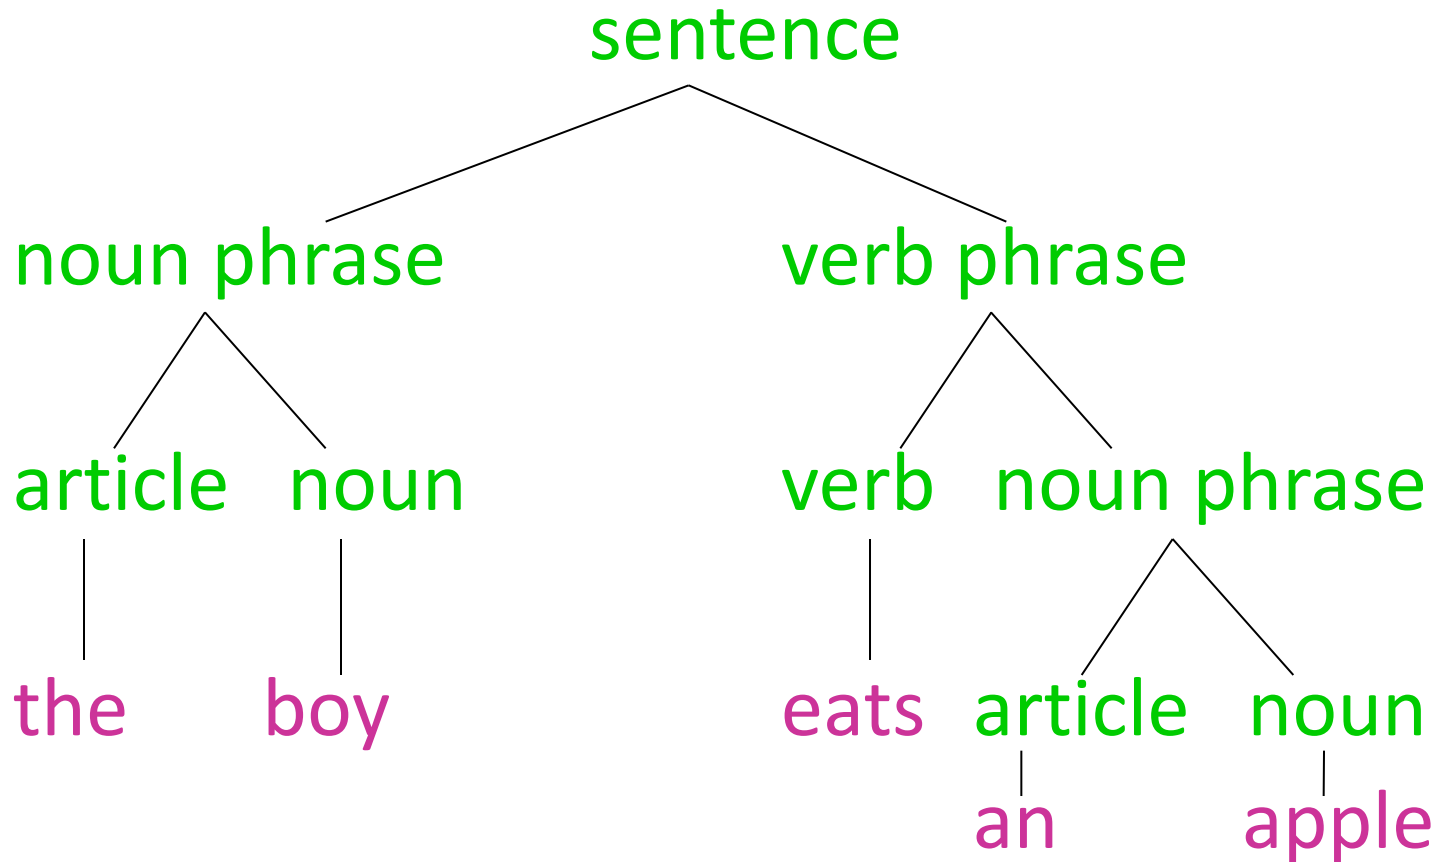 sentence
noun phrase verb phrase
article noun verb noun phrase
the boy eats article noun
an apple